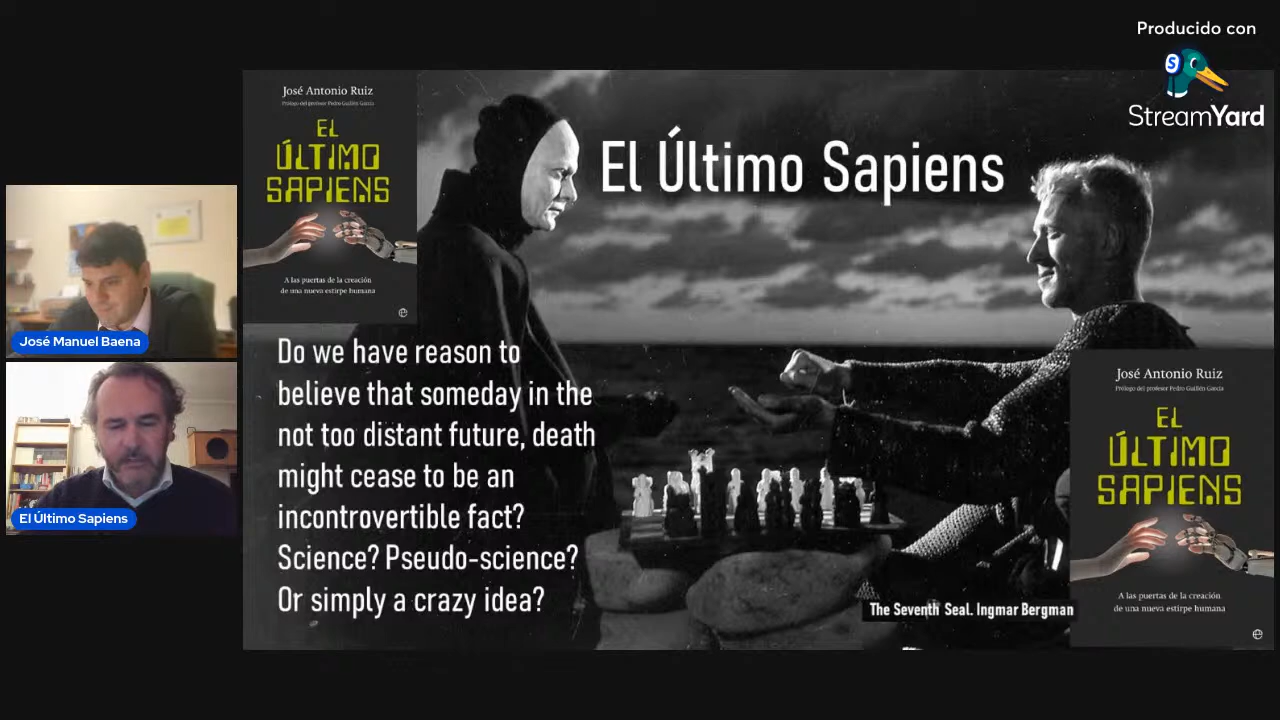 Producido con
StreamYard
José Antonio Ruiz
Prólogo del profesor Pedro Guillén García
EL
ÚLTIMO
SAPIENS
A las puertas de la creación
de una nueva estirpe humana
El Último Sapiens
José Manuel Baena
El Último Sapiens
Do we have reason to
believe that someday in the
not too distant future, death
might cease to be an
incontrovertible fact?
Science? Pseudo-science?
Or simply a crazy idea?
The Seventh Seal. Ingmar Bergman
José Antonio Ruiz
Prólogo del profesor Pedro Guillén García
EL
ÚLTIMO
SAPIENS
A las puertas de la creación
de una nueva estirpe humana